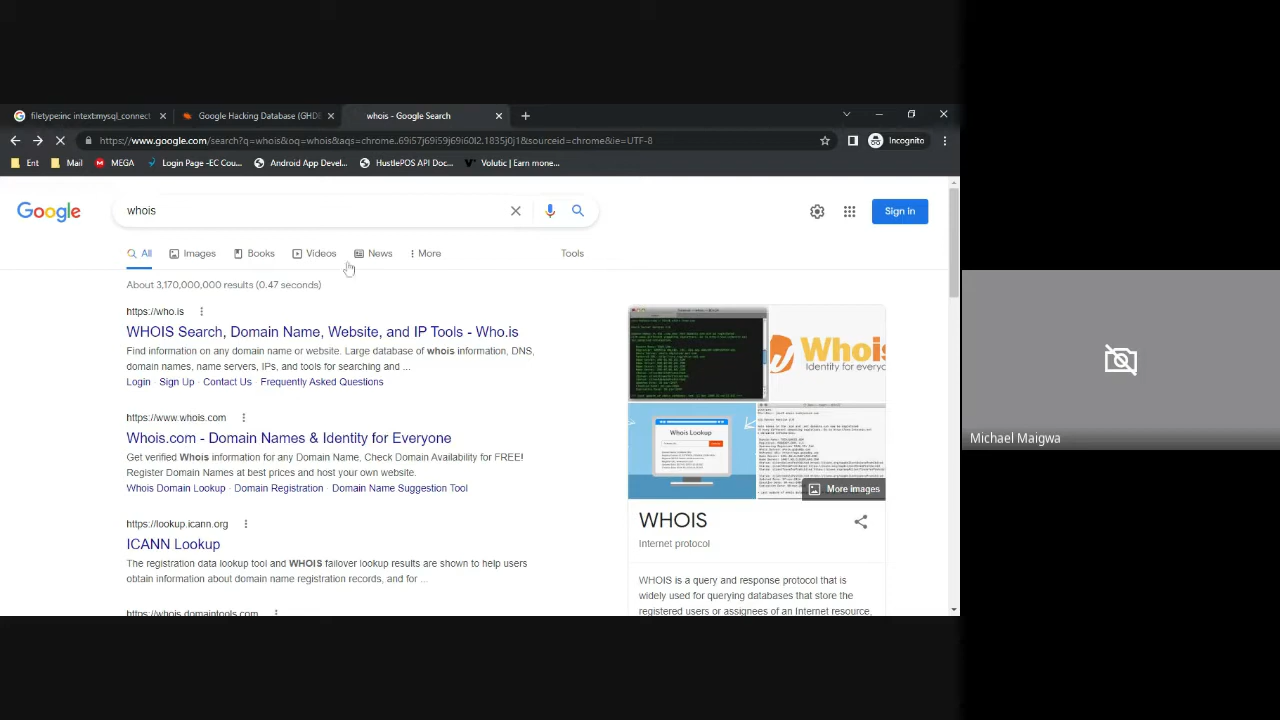 filetype:inc intext:mysql_connect
Google Hacking Database (GHDB
whois - Google Search
https://www.google.com/search?q=whois&oq=whois&aqs=chrome..69i57j69i59j69i60l2.1835j0j1&sourceid=chrome&ie=UTF-8
Incognito
Ent
Mail
MEGA
Login Page -EC Cou...
Android App Devel...
HustlePOS API Doc...
Volutic | Earn mone...
Google
whois
Sign in
All
Images
Books
Videos
News
More
Tools
About 3,170,000,000 results (0.47 seconds)
https://who.is
WHOIS Search, Domain Name, Website, and IP Tools - Who.is
Find information on any domain name or website. Large database of whois information, DNS,
domain names, name servers, IPs, and tools for searching and ...
Login Sign Up Contact Us Frequently Asked Questions
https://www.whois.com
Whois.com - Domain Names & Identity for Everyone
Get verified Whois information for any Domain Name, Check Domain Availability for FREE!
Register Domain Names at best prices and host your own website.
Whois Domain Lookup Domain Registration Domain Name Suggestion Tool
https://lookup.icann.org
ICANN Lookup
The registration data lookup tool and WHOIS failover lookup results are shown to help users
obtain information about domain name registration records, and for ...
https://whois.domaintools.com
Whois
Identity for everyone
Whois Lookup
More images
WHOIS
Internet protocol
WHOIS is a query and response protocol that is
widely used for querying databases that store the
registered users or assignees of an Internet resource,
Michael Maigwa